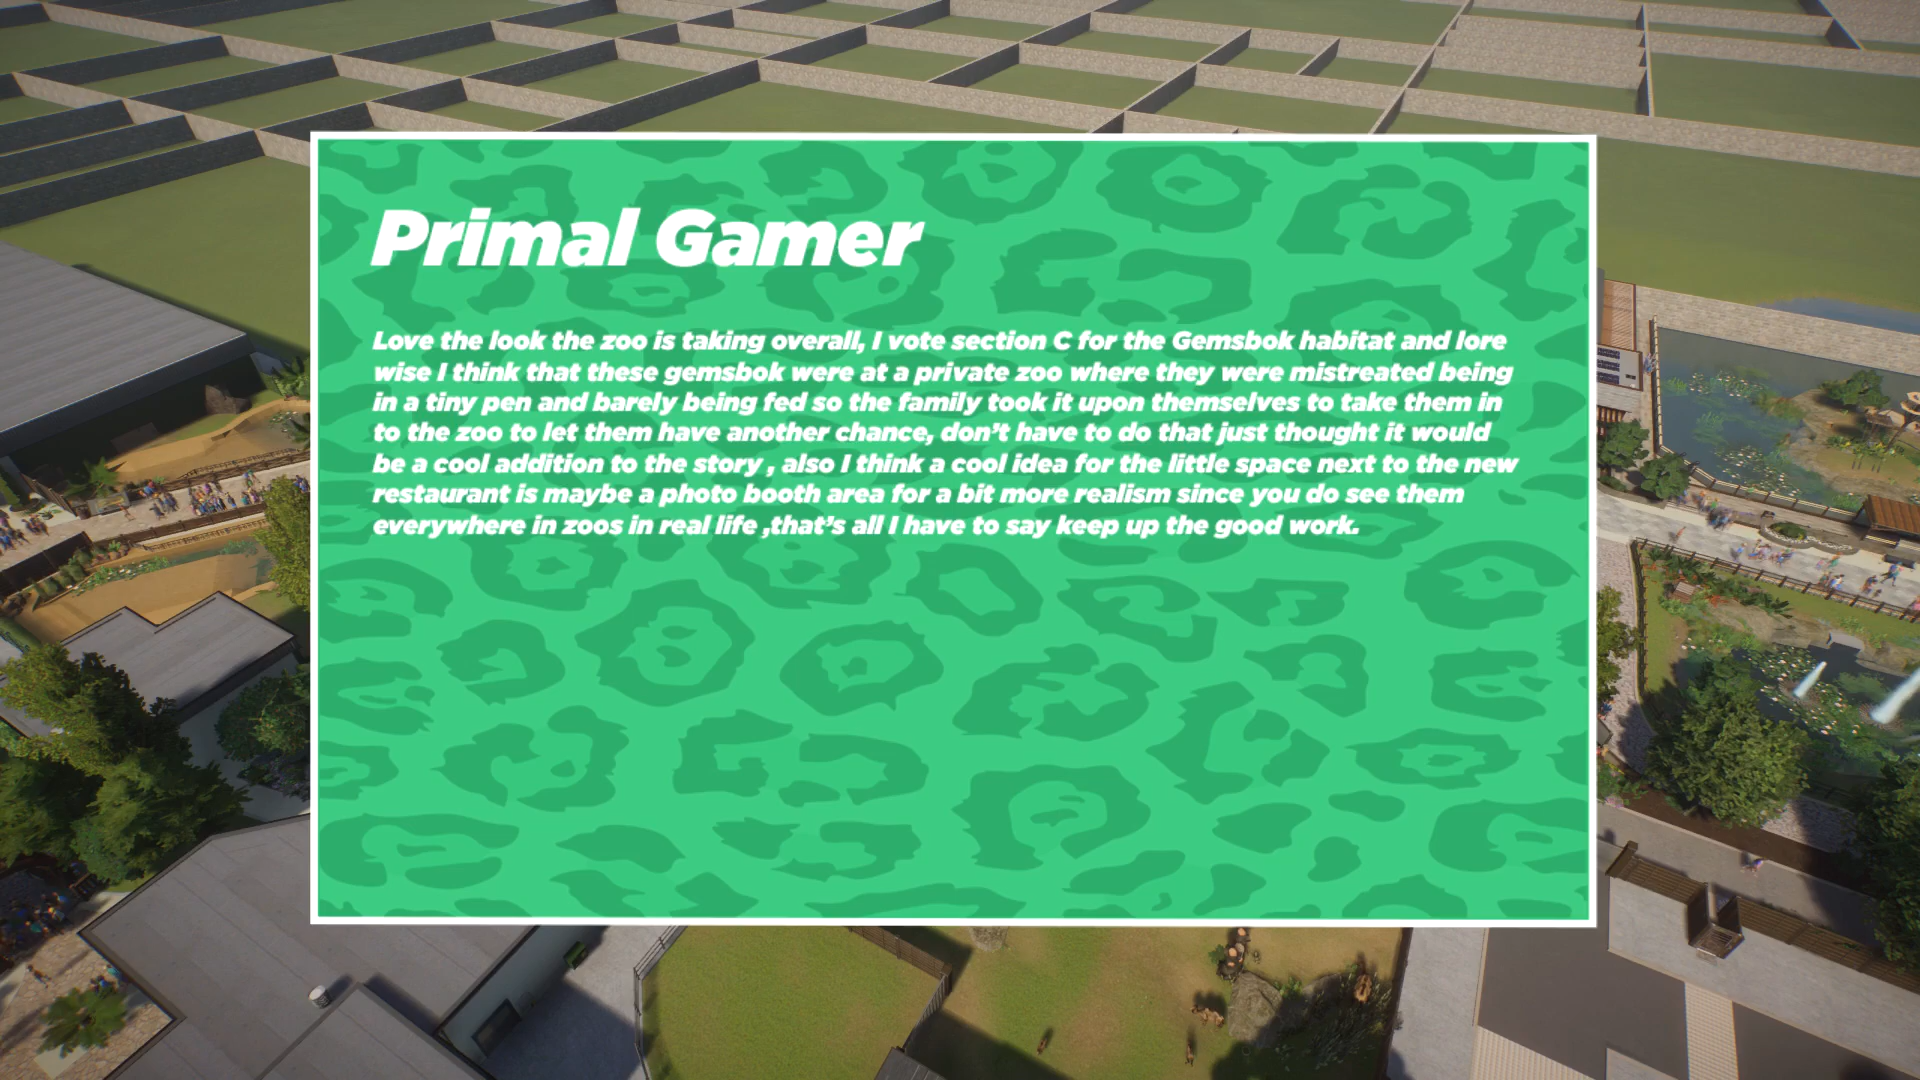 Primal Gamer
Love the look the zoo is taking overall, I vote section C for the Gemsbok habitat and lore
wise I think that these gemsbok were at a private zoo where they were mistreated being
in a tiny pen and barely being fed so the family took it upon themselves to take them in
to the zoo to let them have another chance, don't have to do that just thought it would
be a cool addition to the story , also I think a cool idea for the little space next to the new
restaurant is maybe a photo booth area for a bit more realism since you do see them
everywhere in zoos in real life ,that's all I have to say keep up the good work.